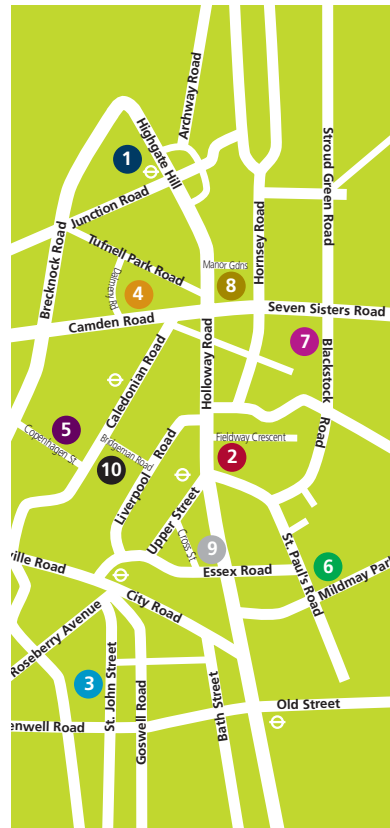 Archway Road
Highgate Hill
1
Junction Road
Stroud Green Road
Hornsey Road
Brecknock Road
Tufnell Park Road
Dalmeny Rd
Manor Gdns
4
8
Seven Sisters Road
Camden Road
7
Caledonian Road
Holloway Road
Blackstock
Road
5
Copenhagen St.
Bridgeman Road
10
Liverpool Road
Fieldway Crescent
2
Upper Street
Cross St.
9
St. Paul's Road
6
ville Road
Essex Road
Mildmay Park
City Road
Roseberry Avenue
3
St. John Street
Goswell Road
Bath Street
Old Street
enwell Road